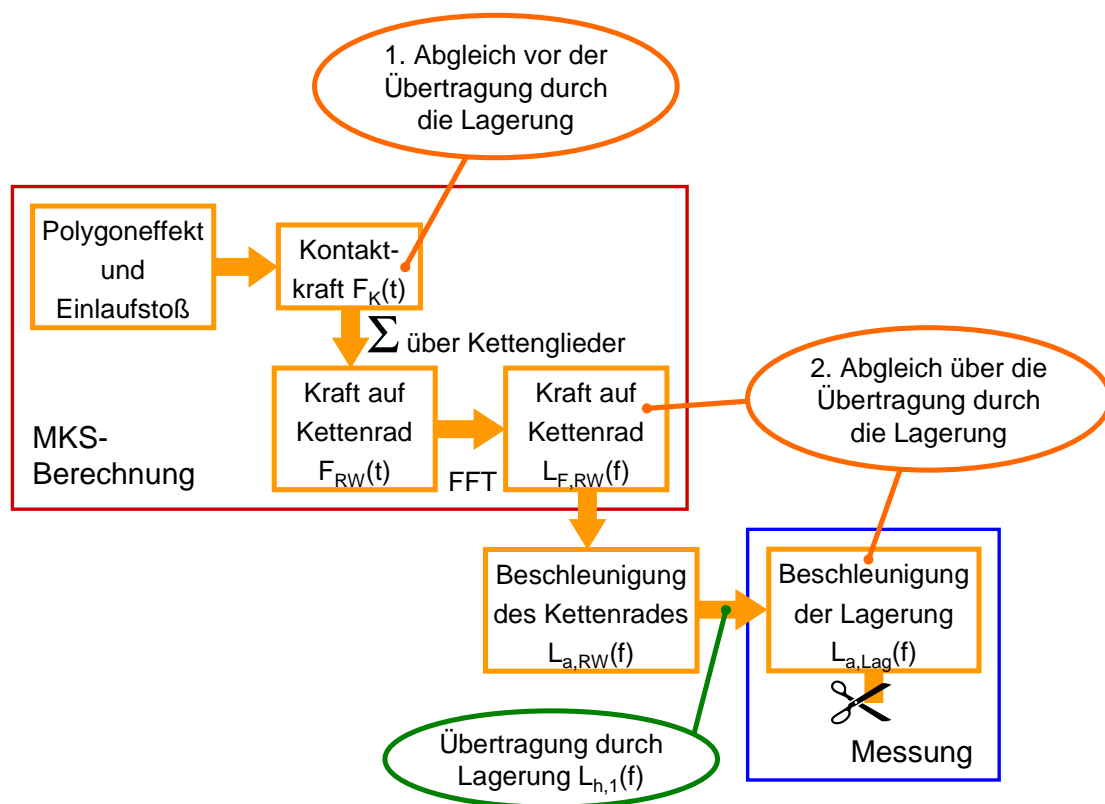 1. Abgleich vor der
Übertragung durch
die Lagerung
Polygoneffekt
und
Einlaufstoß
Kontakt-
kraft F_K(t)
Σ über Kettenglieder
Kraft auf
Kettenrad
F_RW(t)
FFT
Kraft auf
Kettenrad
L_F,RW(f)
MKS-
Berechnung
2. Abgleich über die
Übertragung durch
die Lagerung
Beschleunigung
des Kettenrades
L_a,RW(f)
Beschleunigung
der Lagerung
L_a,Lag(f)
Messung
Übertragung durch
Lagerung L_h,1(f)